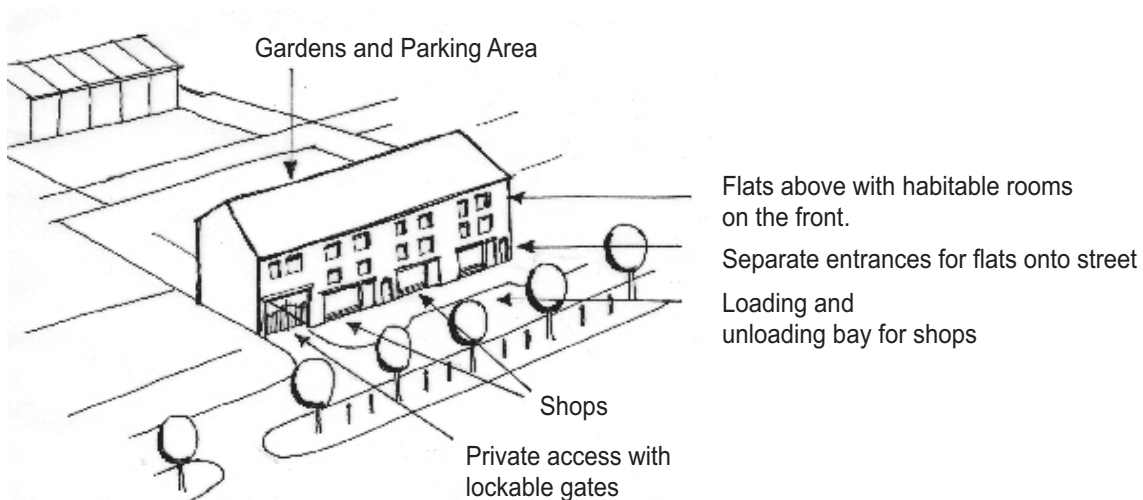 Gardens and Parking Area
Flats above with habitable rooms
on the front.
Separate entrances for flats onto street
Loading and
unloading bay for shops
Shops
Private access with
lockable gates